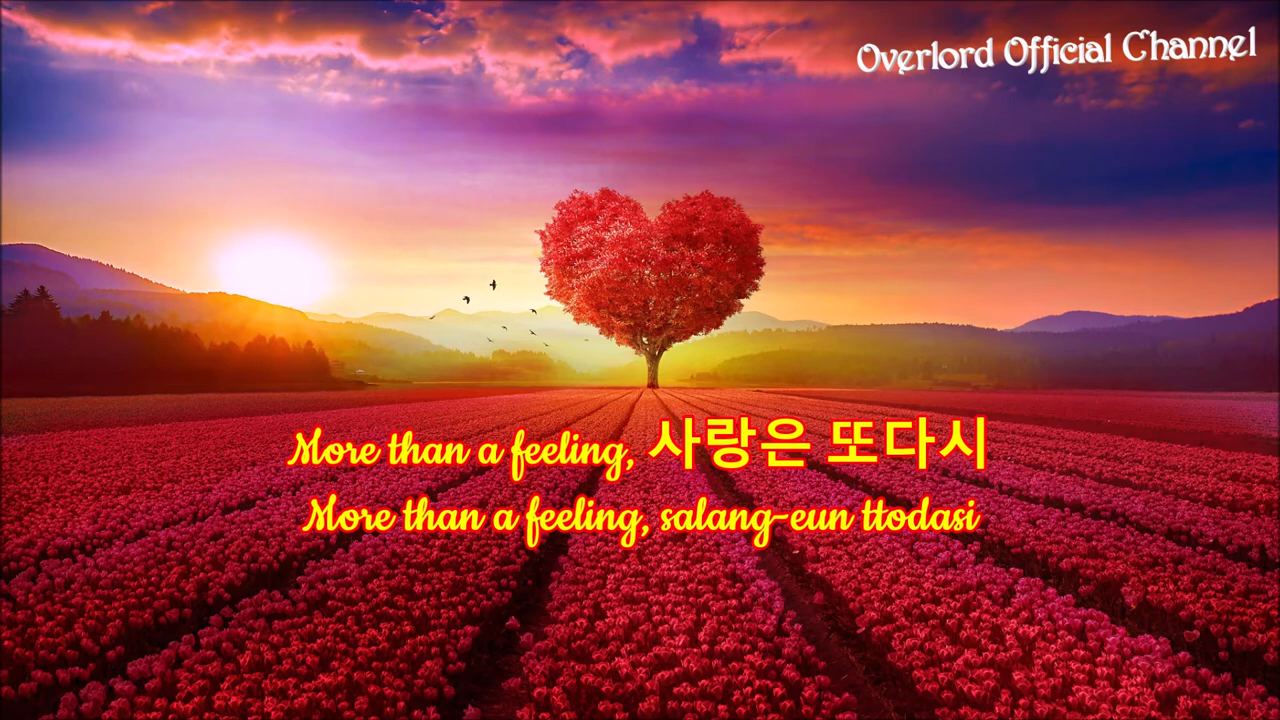 Overlord Official Channel
More than a feeling, 사랑은 또다시
More than a feeling, salang-eun ttodasi